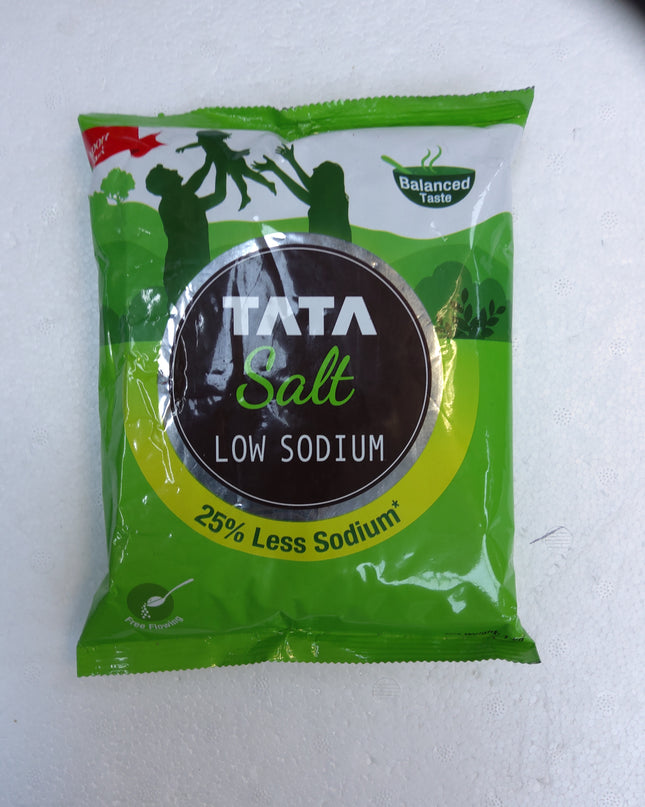 Balanced
Taste
TATA
Salt
LOW SODIUM
25% Less Sodium*
Free Flowing